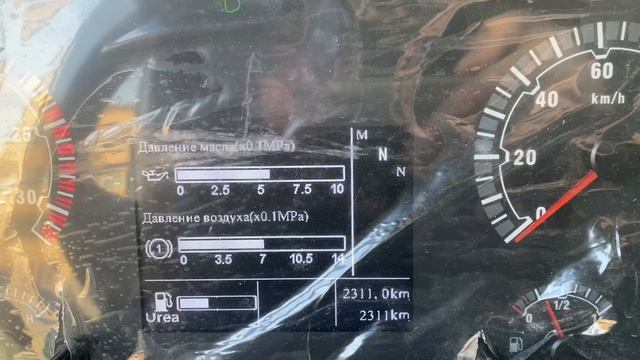 60
km/h
40
20
0
25
30
Давление масла(x0.1MPa)
M
N
N
0 2.5 5 7.5 10
Давление воздуха(x0.1MPa)
1
0 3.5 7 10.5 14
Urea
2311.0km
2311km
0 1/2